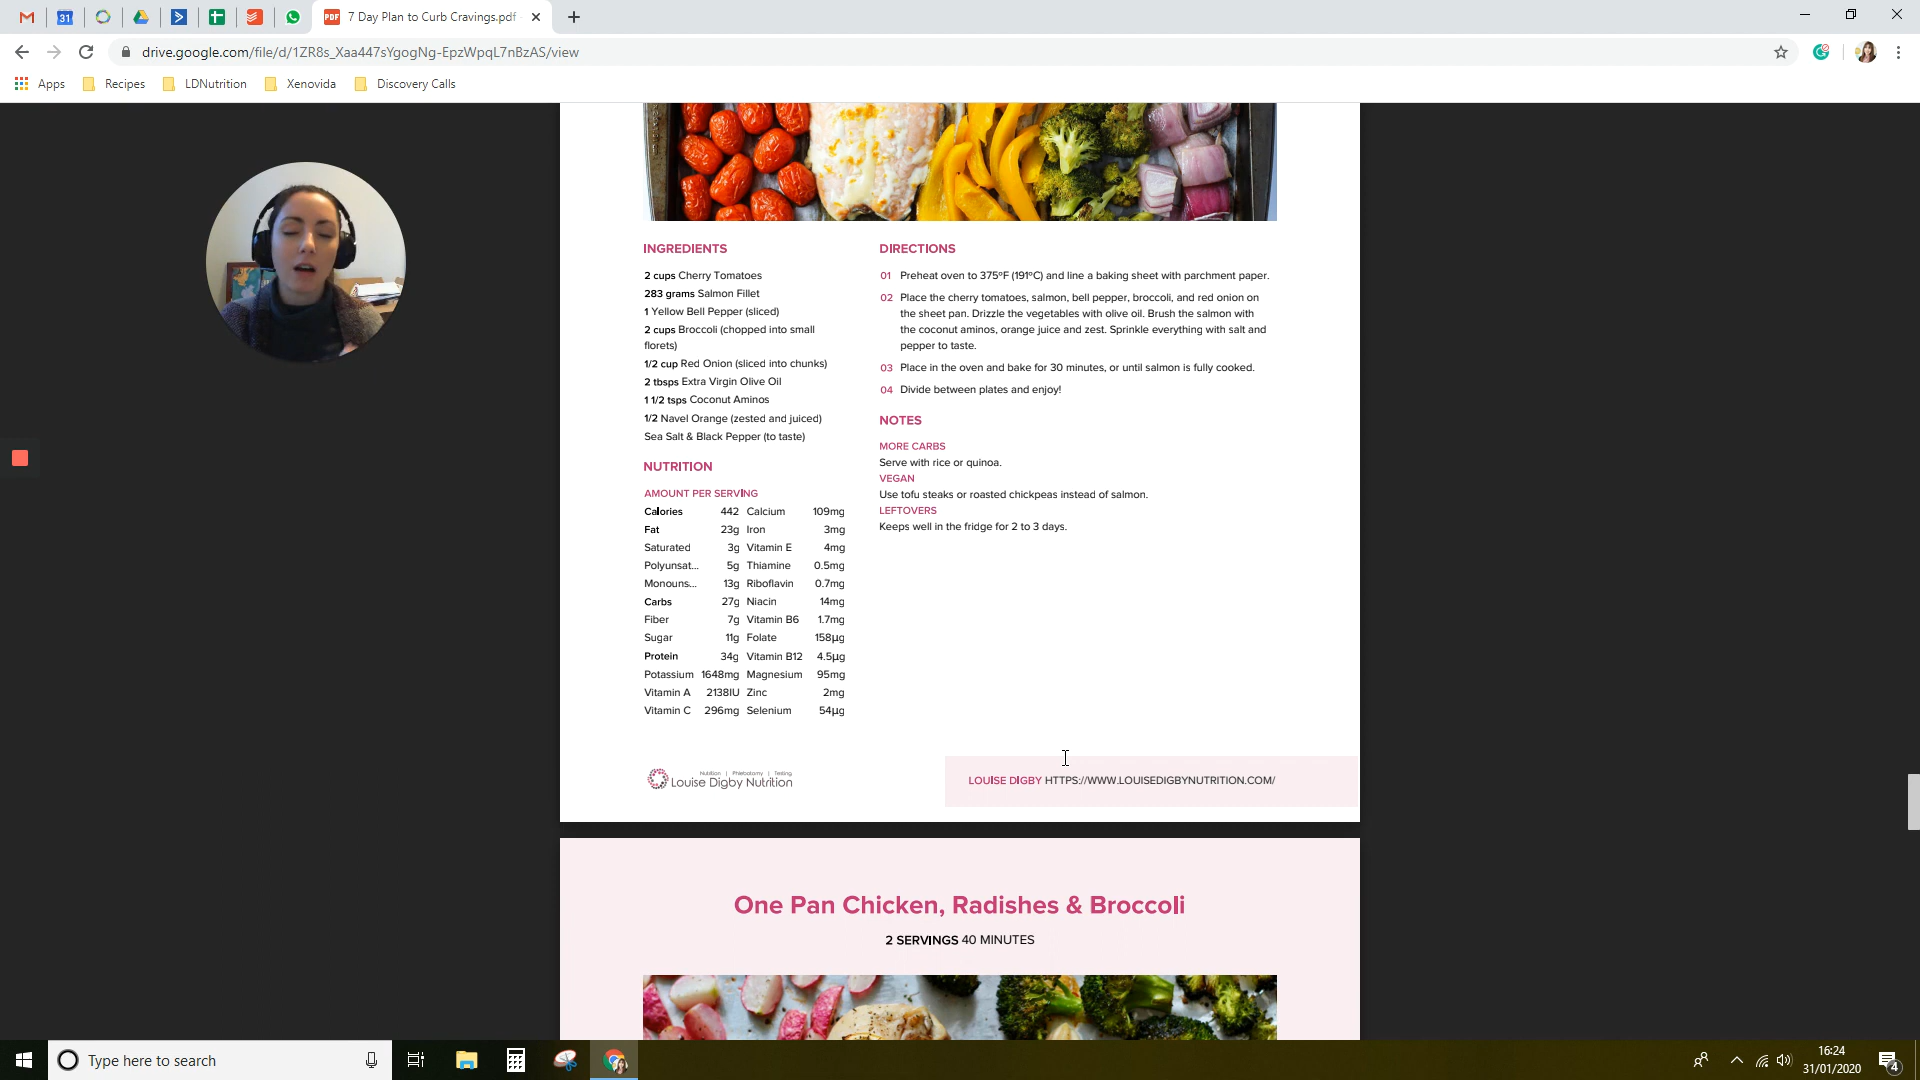 31
PDF 7 Day Plan to Curb Cravings.pdf
drive.google.com/file/d/1ZR8s_Xaa447sYgogNg-EpzWpqL7nBzAS/view
Apps Recipes LDNutrition Xenovida Discovery Calls
INGREDIENTS
2 cups Cherry Tomatoes
283 grams Salmon Fillet
1 Yellow Bell Pepper (sliced)
2 cups Broccoli (chopped into small
florets)
1/2 cup Red Onion (sliced into chunks)
2 tbsps Extra Virgin Olive Oil
1 1/2 tsps Coconut Aminos
1/2 Navel Orange (zested and juiced)
Sea Salt & Black Pepper (to taste)
NUTRITION
AMOUNT PER SERVING
Calories 442 Calcium 109mg
Fat 23g Iron 3mg
Saturated 3g Vitamin E 4mg
Polyunsat... 5g Thiamine 0.5mg
Monouns... 13g Riboflavin 0.7mg
Carbs 27g Niacin 14mg
Fiber 7g Vitamin B6 1.7mg
Sugar 11g Folate 158µg
Protein 34g Vitamin B12 4.5µg
Potassium 1648mg Magnesium 95mg
Vitamin A 2138IU Zinc 2mg
Vitamin C 296mg Selenium 54µg
DIRECTIONS
01 Preheat oven to 375°F (191°C) and line a baking sheet with parchment paper.
02 Place the cherry tomatoes, salmon, bell pepper, broccoli, and red onion on
the sheet pan. Drizzle the vegetables with olive oil. Brush the salmon with
the coconut aminos, orange juice and zest. Sprinkle everything with salt and
pepper to taste.
03 Place in the oven and bake for 30 minutes, or until salmon is fully cooked.
04 Divide between plates and enjoy!
NOTES
MORE CARBS
Serve with rice or quinoa.
VEGAN
Use tofu steaks or roasted chickpeas instead of salmon.
LEFTOVERS
Keeps well in the fridge for 2 to 3 days.
Nutrition | Phlebotomy | Testing
Louise Digby Nutrition
LOUISE DIGBY HTTPS://WWW.LOUISEDIGBYNUTRITION.COM/
One Pan Chicken, Radishes & Broccoli
2 SERVINGS 40 MINUTES
Type here to search
16:24
31/01/2020
4